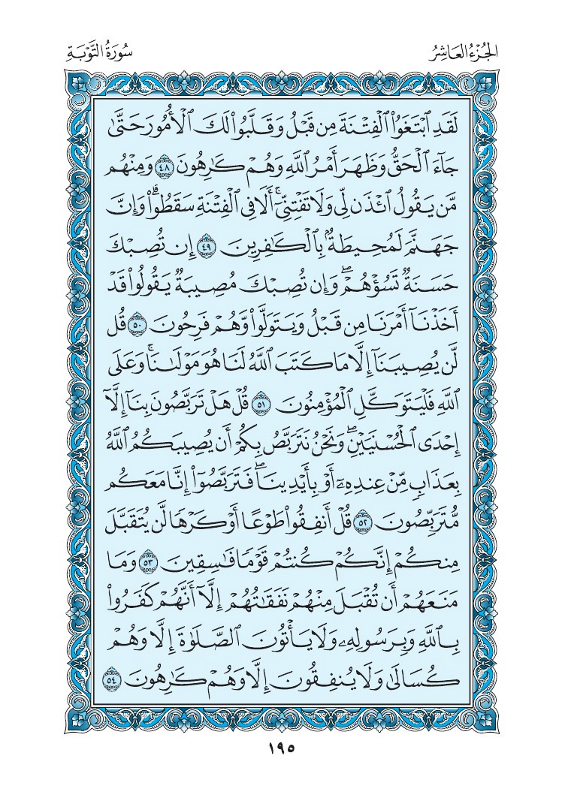 الجُزْءُ العَاشِرُ
سُورَةُ التَّوْبَةِ
لَقَدِ ٱبْتَغَوُا۟ ٱلْفِتْنَةَ مِن قَبْلُ وَقَلَّبُوا۟ لَكَ ٱلْأُمُورَ حَتَّىٰ
جَآءَ ٱلْحَقُّ وَظَهَرَ أَمْرُ ٱللَّهِ وَهُمْ كَـٰرِهُونَ ٤٨ وَمِنْهُم
مَّن يَقُولُ ٱئْذَن لِّى وَلَا تَفْتِنِّىٓ ۚ أَلَا فِى ٱلْفِتْنَةِ سَقَطُوا۟ ۗ وَإِنَّ
جَهَنَّمَ لَمُحِيطَةٌۢ بِٱلْكَـٰفِرِينَ ٤٩ إِن تُصِبْكَ
حَسَنَةٌ تَسُؤْهُمْ ۖ وَإِن تُصِبْكَ مُصِيبَةٌ يَقُولُوا۟ قَدْ
أَخَذْنَآ أَمْرَنَا مِن قَبْلُ وَيَتَوَلَّوا۟ وَّهُمْ فَرِحُونَ ٥٠ قُل
لَّن يُصِيبَنَآ إِلَّا مَا كَتَبَ ٱللَّهُ لَنَا هُوَ مَوْلَىٰنَا ۚ وَعَلَى
ٱللَّهِ فَلْيَتَوَكَّلِ ٱلْمُؤْمِنُونَ ٥١ قُلْ هَلْ تَرَبَّصُونَ بِنَآ إِلَّآ
إِحْدَى ٱلْحُسْنَيَيْنِ ۖ وَنَحْنُ نَتَرَبَّصُ بِكُمْ أَن يُصِيبَكُمُ ٱللَّهُ
بِعَذَابٍ مِّنْ عِندِهِۦٓ أَوْ بِأَيْدِينَا ۖ فَتَرَبَّصُوٓا۟ إِنَّا مَعَكُم
مُّتَرَبِّصُونَ ٥٢ قُلْ أَنفِقُوا۟ طَوْعًا أَوْ كَرْهًا لَّن يُتَقَبَّلَ
مِنكُمْ ۖ إِنَّكُمْ كُنتُمْ قَوْمًا فَـٰسِقِينَ ٥٣ وَمَا
مَنَعَهُمْ أَن تُقْبَلَ مِنْهُمْ نَفَقَـٰتُهُمْ إِلَّآ أَنَّهُمْ كَفَرُوا۟
بِٱللَّهِ وَبِرَسُولِهِۦ وَلَا يَأْتُونَ ٱلصَّلَوٰةَ إِلَّا وَهُمْ
كُسَالَىٰ وَلَا يُنفِقُونَ إِلَّا وَهُمْ كَـٰرِهُونَ ٥٤
١٩٥